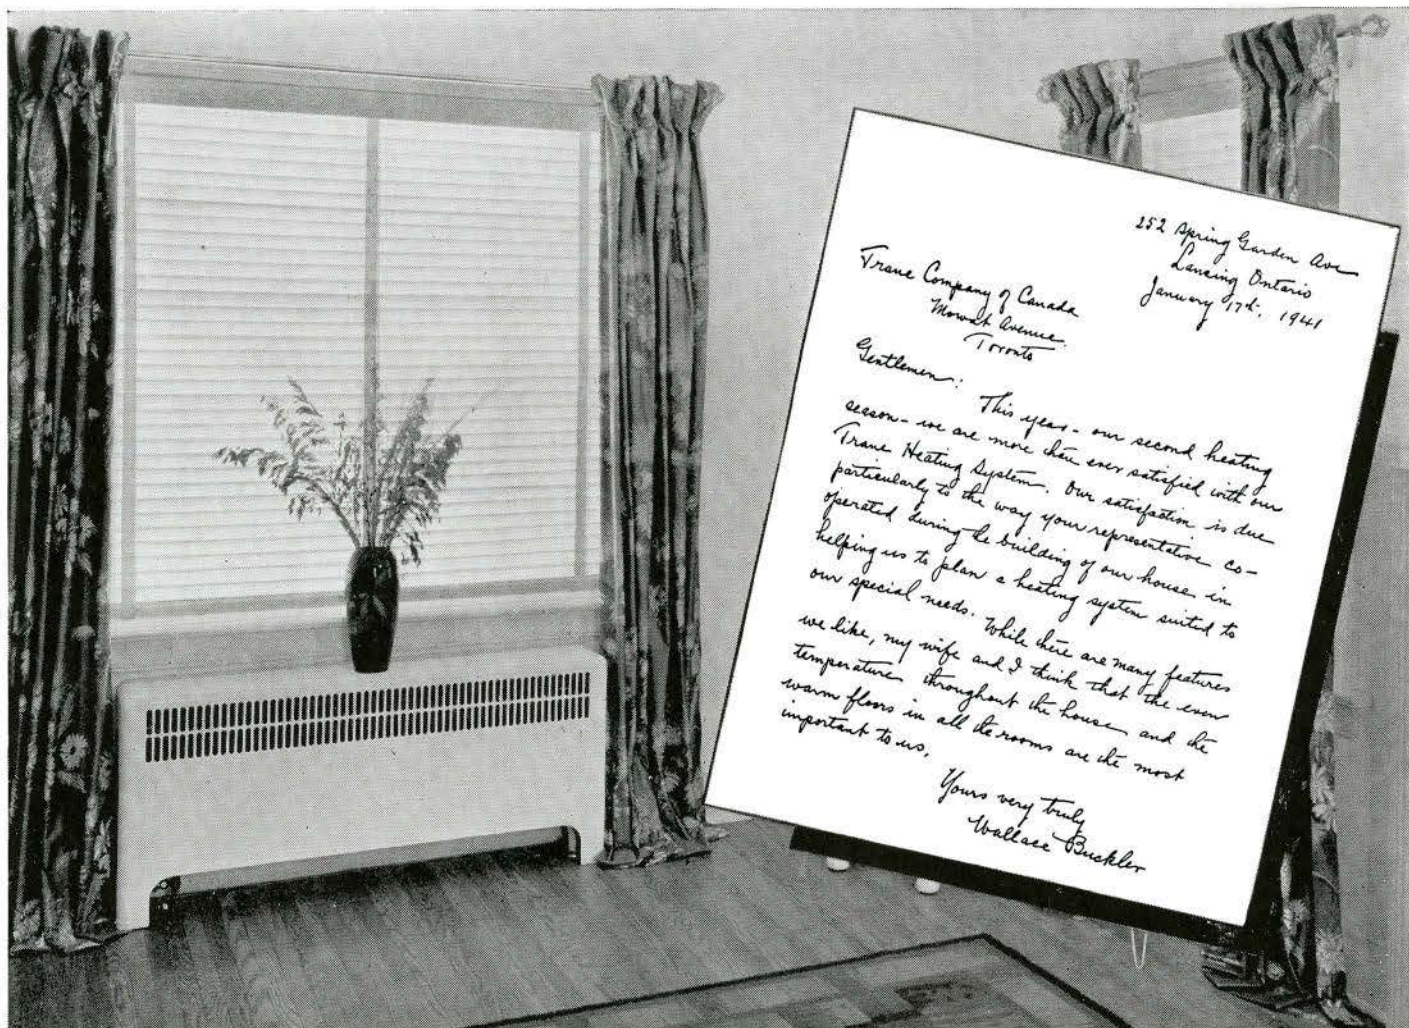 252 Spring Garden Ave
Lansing Ontario
January 17th, 1941
Trane Company of Canada
Mowat Avenue.
Toronto
Gentlemen:
This year - our second heating
season - we are more than ever satisfied with our
Trane Heating System. Our satisfaction is due
particularly to the way your representative co-
operated during the building of our house in
helping us to plan a heating system suited to
our special needs. While there are many features
we like, my wife and I think that the even
temperature throughout the house and the
warm floors in all the rooms are the most
important to us.
Yours very truly
Wallace Buckler